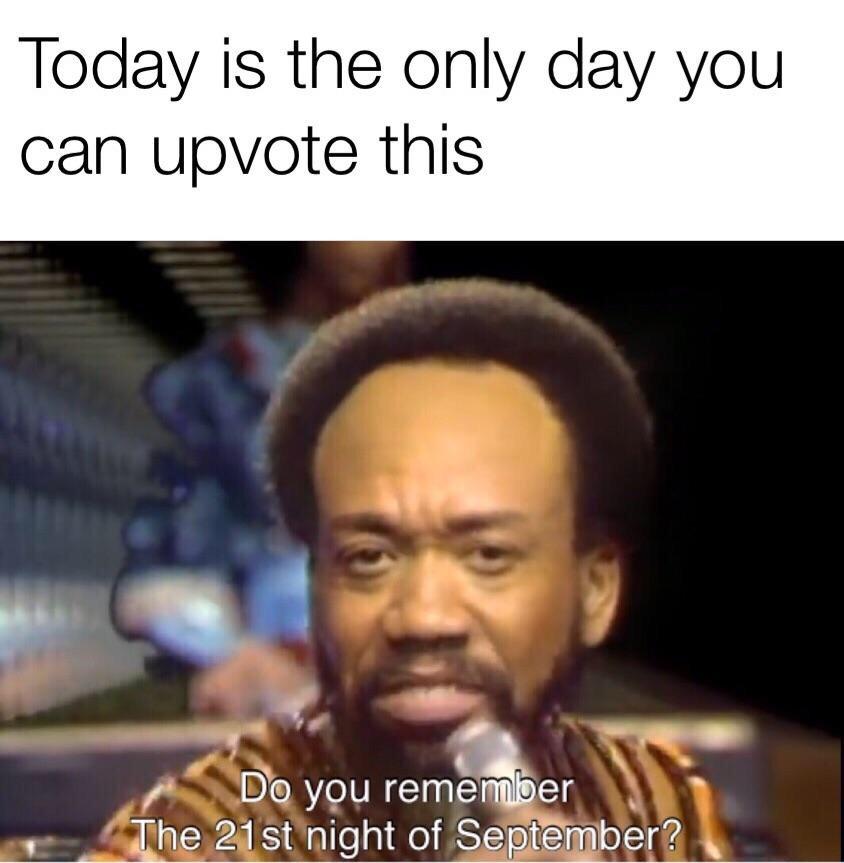 Today is the only day you
can upvote this
Do you remember
The 21st night of September?